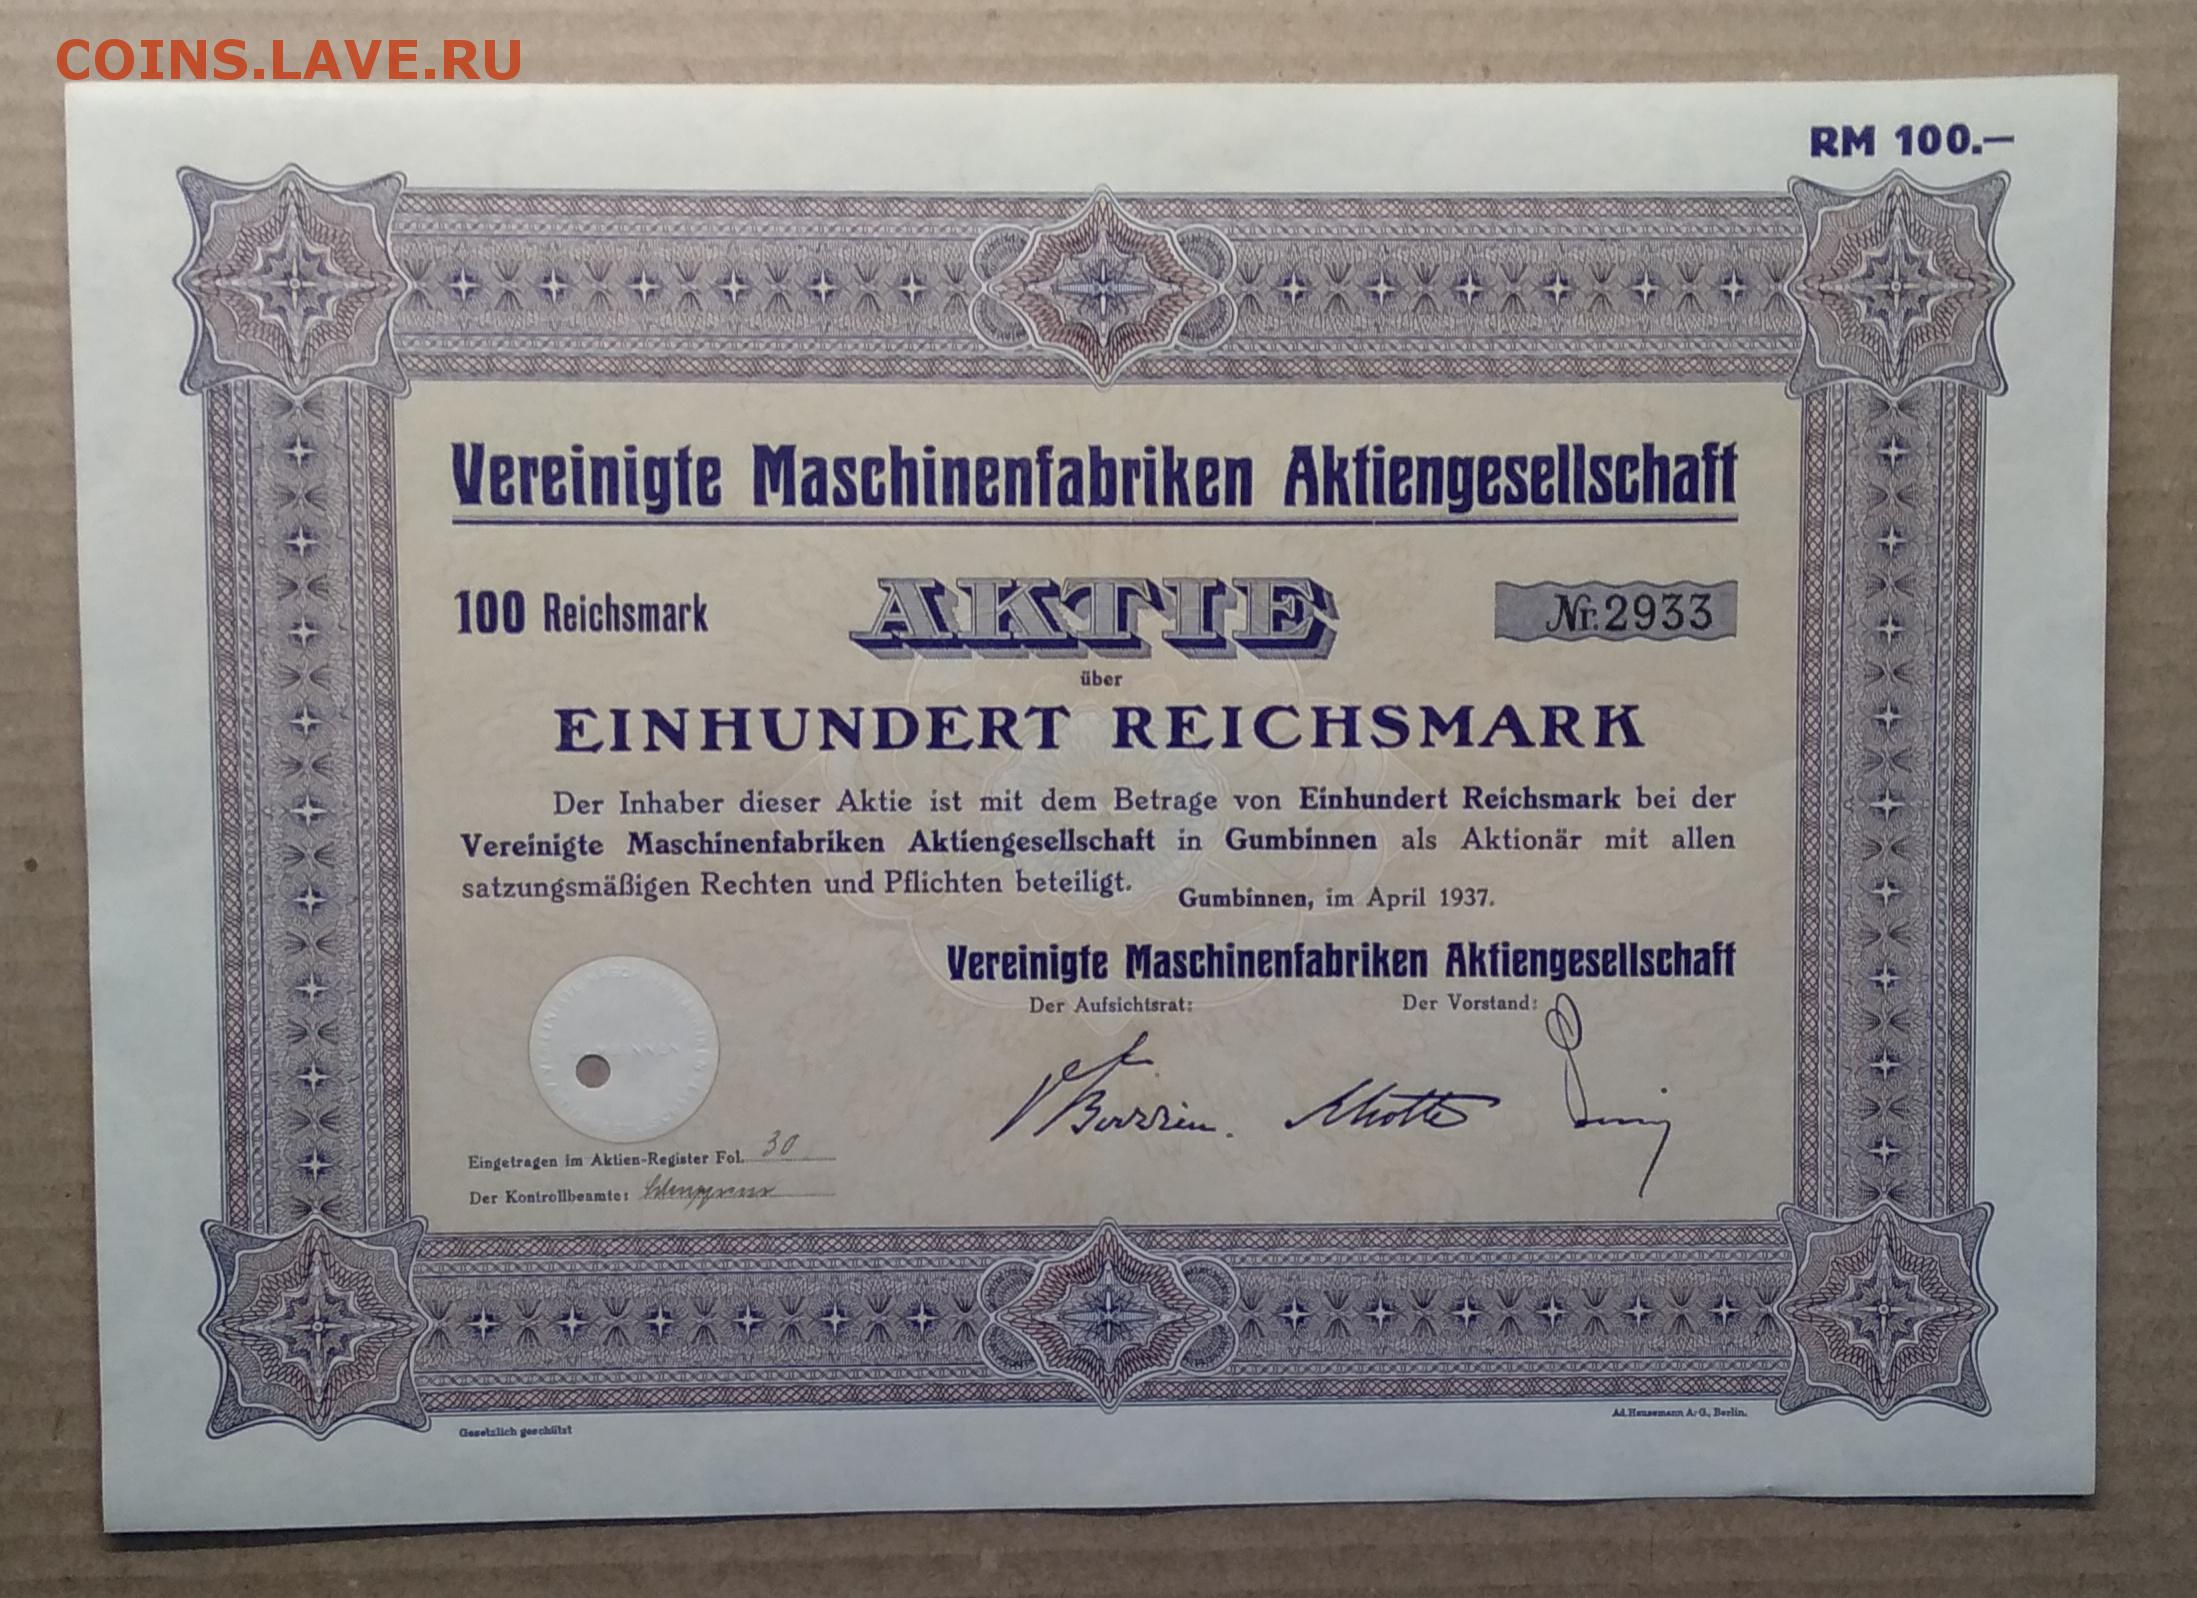 COINS.LAVE.RU
RM 100.—
Vereinigte Maschinenfabriken Aktiengesellschaft
100 Reichsmark AKTIE Nr. 2933
über
EINHUNDERT REICHSMARK
Der Inhaber dieser Aktie ist mit dem Betrage von Einhundert Reichsmark bei der
Vereinigte Maschinenfabriken Aktiengesellschaft in Gumbinnen als Aktionär mit allen
satzungsmäßigen Rechten und Pflichten beteiligt.
Gumbinnen, im April 1937.
Vereinigte Maschinenfabriken Aktiengesellschaft
Der Aufsichtsrat: Der Vorstand:
Eingetragen im Aktien-Register Fol. 30
Der Kontrollbeamte:
Gesetzlich geschützt
Ad. Hausemann A.-G., Berlin.